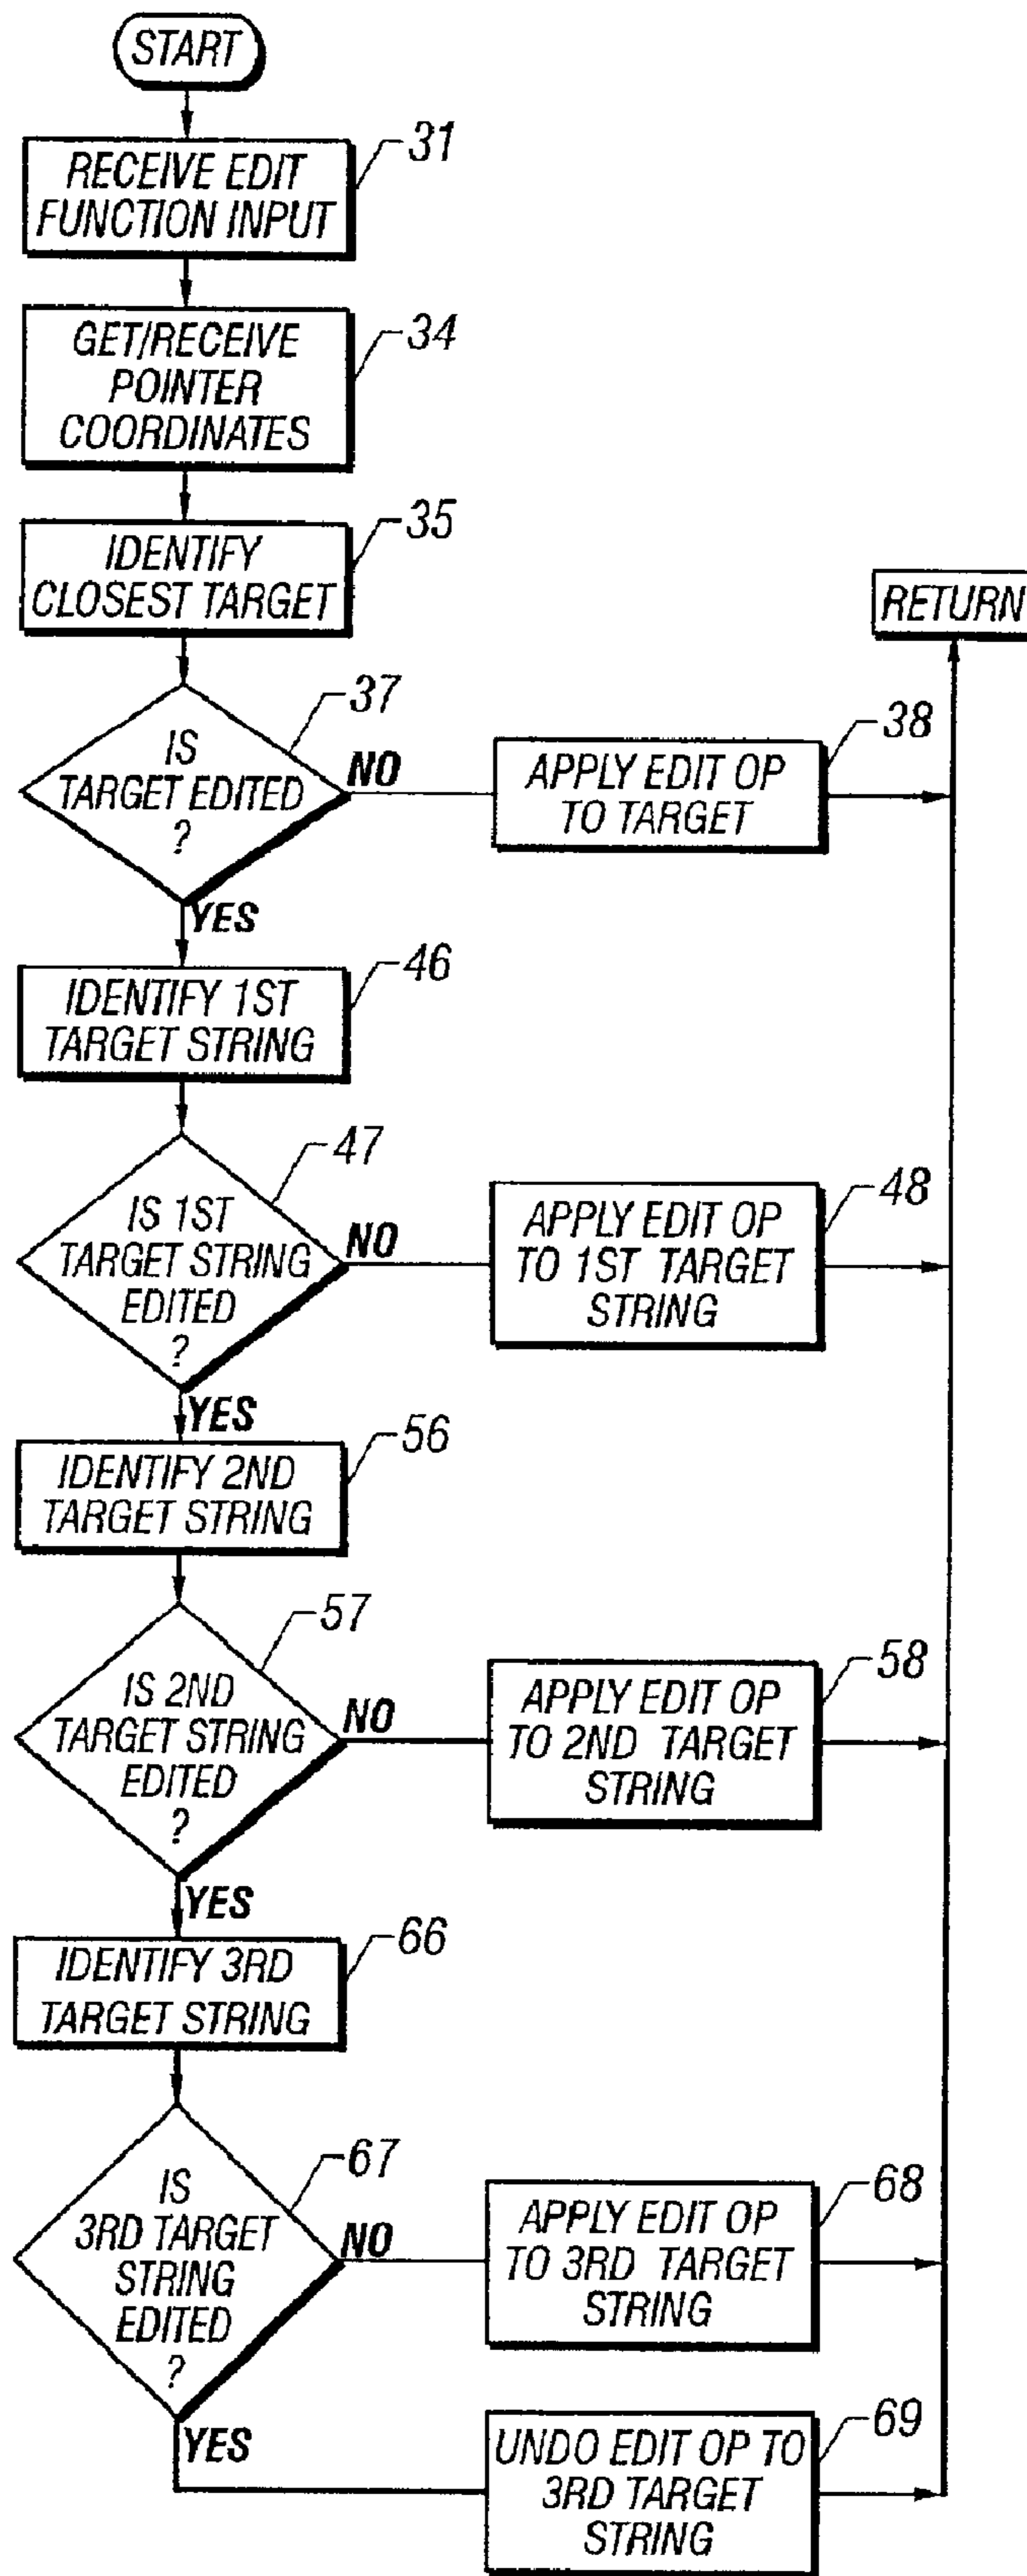 START
RECEIVE EDIT
FUNCTION INPUT
31
GET/RECEIVE
POINTER
COORDINATES
34
IDENTIFY
CLOSEST TARGET
35
RETURN
IS
TARGET EDITED
?
37
NO
YES
APPLY EDIT OP
TO TARGET
38
IDENTIFY 1ST
TARGET STRING
46
IS 1ST
TARGET STRING
EDITED
?
47
NO
YES
APPLY EDIT OP
TO 1ST TARGET
STRING
48
IDENTIFY 2ND
TARGET STRING
56
IS 2ND
TARGET STRING
EDITED
?
57
NO
YES
APPLY EDIT OP
TO 2ND TARGET
STRING
58
IDENTIFY 3RD
TARGET STRING
66
IS
3RD TARGET
STRING
EDITED
?
67
NO
YES
APPLY EDIT OP
TO 3RD TARGET
STRING
68
UNDO EDIT OP TO
3RD TARGET
STRING
69